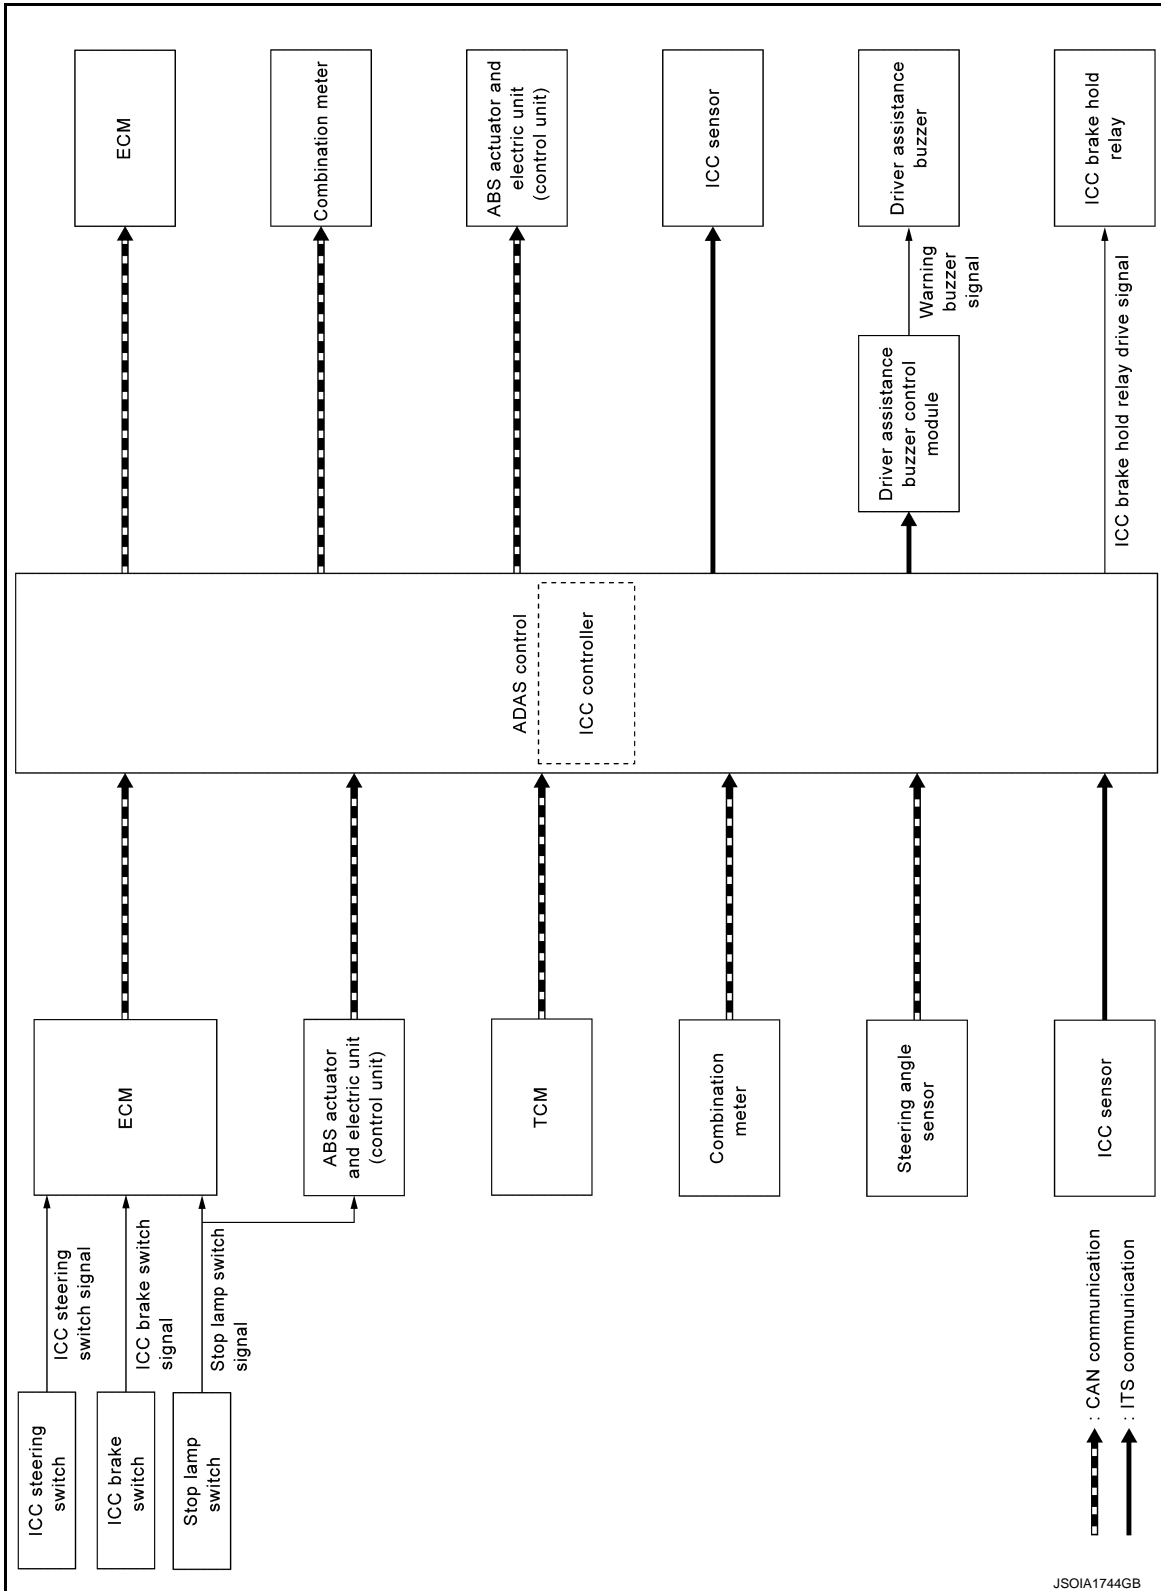 ICC steering
switch
ICC brake
switch
Stop lamp
switch
ICC steering
switch signal
ICC brake switch
signal
Stop lamp switch
signal
ECM
ABS actuator
and electric unit
(control unit)
TCM
Combination
meter
Steering angle
sensor
ICC sensor
ADAS control
ICC controller
ECM
Combination meter
ABS actuator and
electric unit
(control unit)
ICC sensor
Driver assistance
buzzer control
module
Warning
buzzer
signal
Driver assistance
buzzer
ICC brake hold relay drive signal
ICC brake hold
relay
: CAN communication
: ITS communication
JSOIA1744GB